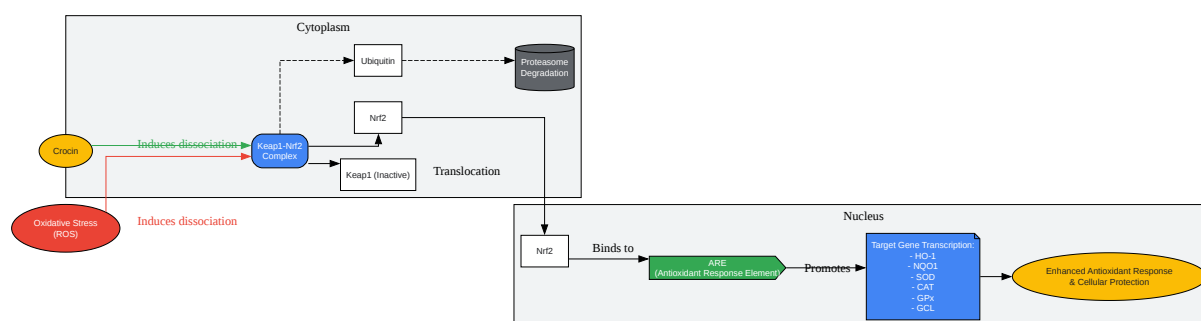 Cytoplasm
Ubiquitin
Proteasome
Degradation
Nrf2
Crocin
Induces dissociation
Keap1-Nrf2
Complex
Keap1 (Inactive)
Translocation
Oxidative Stress
(ROS)
Induces dissociation
Nucleus
Nrf2
Binds to
ARE
(Antioxidant Response Element)
Promotes
Target Gene Transcription:
- HO-1
- NQO1
- SOD
- CAT
- GPx
- GCL
Enhanced Antioxidant Response
& Cellular Protection